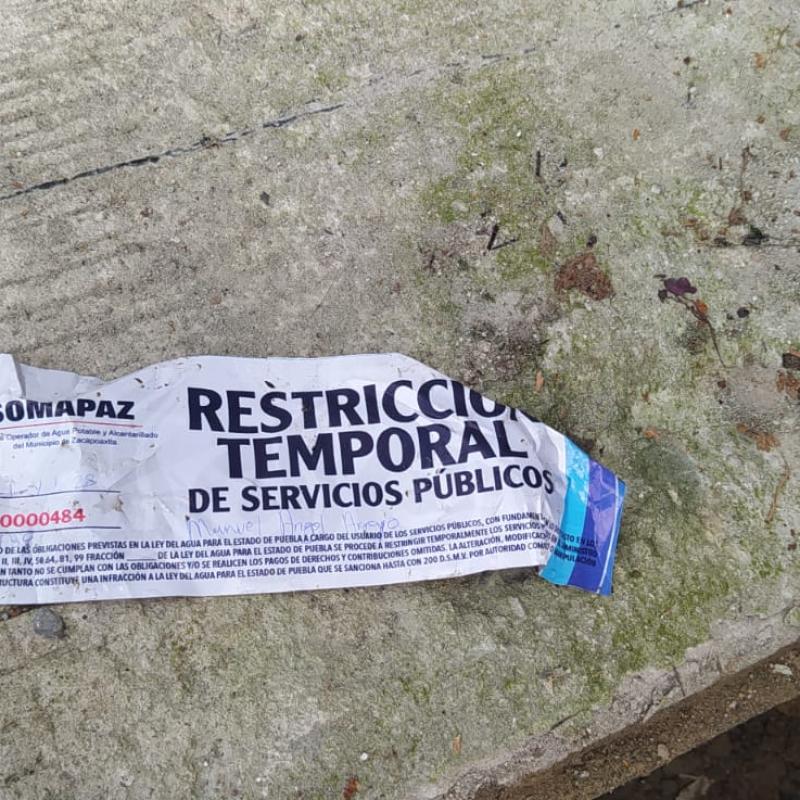 SOMAPAZ
Operador de Agua Potable y Alcantarillado
del Municipio de Zacapoaxtla
0000484
RESTRICCION
TEMPORAL
DE SERVICIOS PÚBLICOS
Manuel Angel Arroyo
O DE LAS OBLIGACIONES PREVISTAS EN LA LEY DEL AGUA PARA EL ESTADO DE PUEBLA A CARGO DEL USUARIO DE LOS SERVICIOS PÚBLICOS, CON FUNDAMENTO
II, III, IV, 58,64, 81, 99 FRACCIÓN DE LA LEY DEL AGUA PARA EL ESTADO DE PUEBLA SE PROCEDE A RESTRINGIR TEMPORALMENTE LOS SERVICIOS
N TANTO NO SE CUMPLAN CON LAS OBLIGACIONES Y/O SE REALICEN LOS PAGOS DE DERECHOS Y CONTRIBUCIONES OMITIDAS. LA ALTERACIÓN, MODIFICACIÓN
UCTURA CONSTITUYE UNA INFRACCIÓN A LA LEY DEL AGUA PARA EL ESTADO DE PUEBLA QUE SE SANCIONA HASTA CON 200 D.S.M.V. POR AUTORIDAD